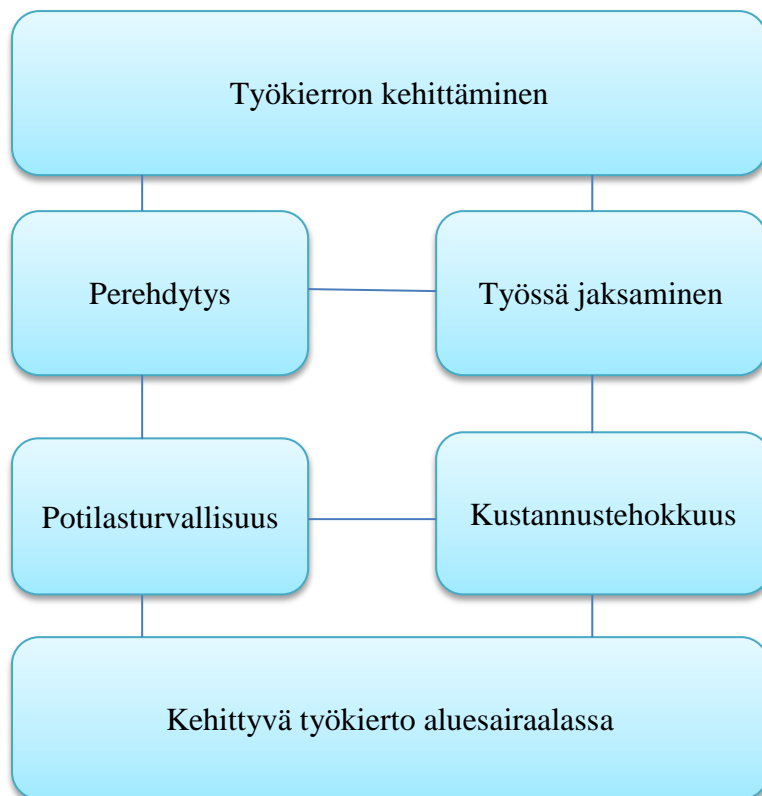 Työkierron kehittäminen
Perehdytys
Työssä jaksaminen
Potilasturvallisuus
Kustannustehokkuus
Kehittyvä työkierto aluesairaalassa